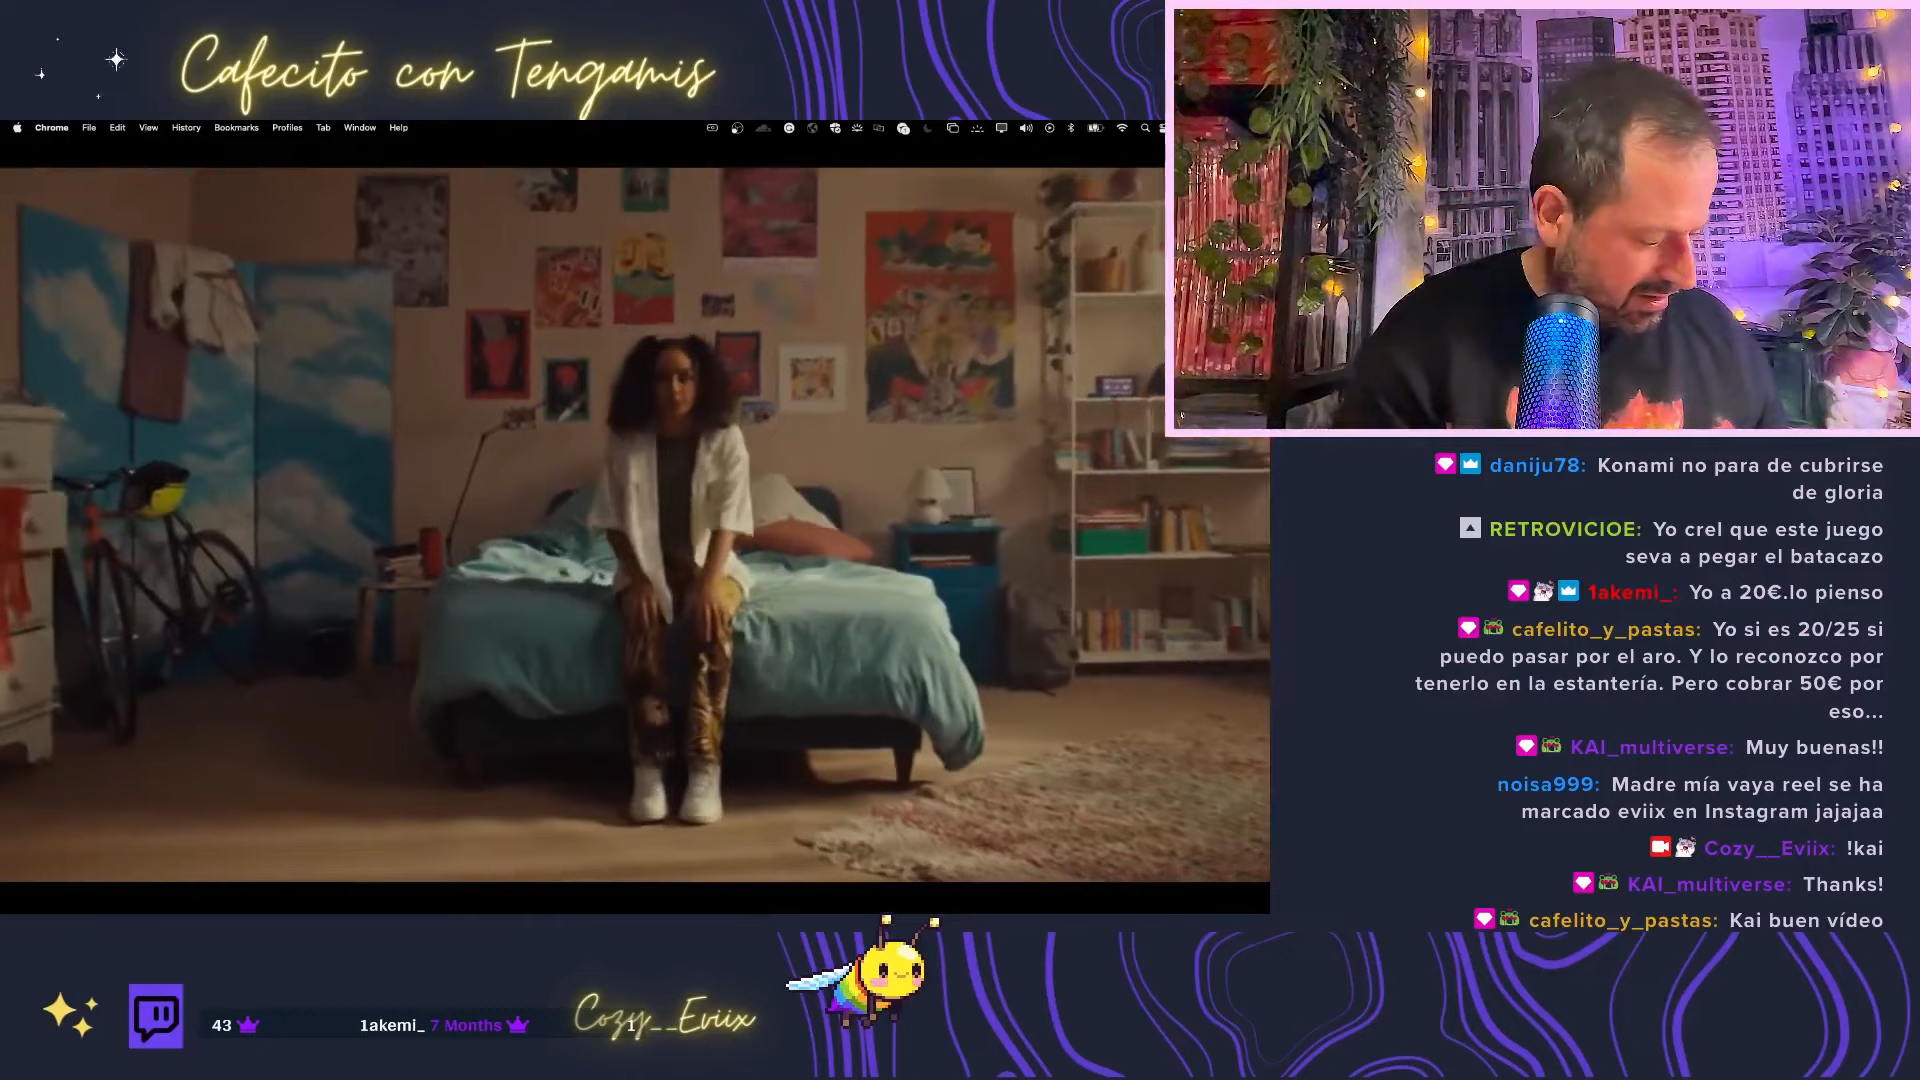 Cafecito con Tengamis
Chrome File Edit View History Bookmarks Profiles Tab Window Help
daniju78: Konami no para de cubrirse
de gloria
RETROVICIOE: Yo creI que este juego
seva a pegar el batacazo
1akemi_: Yo a 20€.lo pienso
cafelito_y_pastas: Yo si es 20/25 si
puedo pasar por el aro. Y lo reconozco por
tenerlo en la estantería. Pero cobrar 50€ por
eso...
KAI_multiverse: Muy buenas!!
noisa999: Madre mía vaya reel se ha
marcado eviix en Instagram jajajaa
Cozy__Eviix: !kai
KAI_multiverse: Thanks!
cafelito_y_pastas: Kai buen vídeo
43 1akemi_ 7 Months 1
Cozy__Eviix